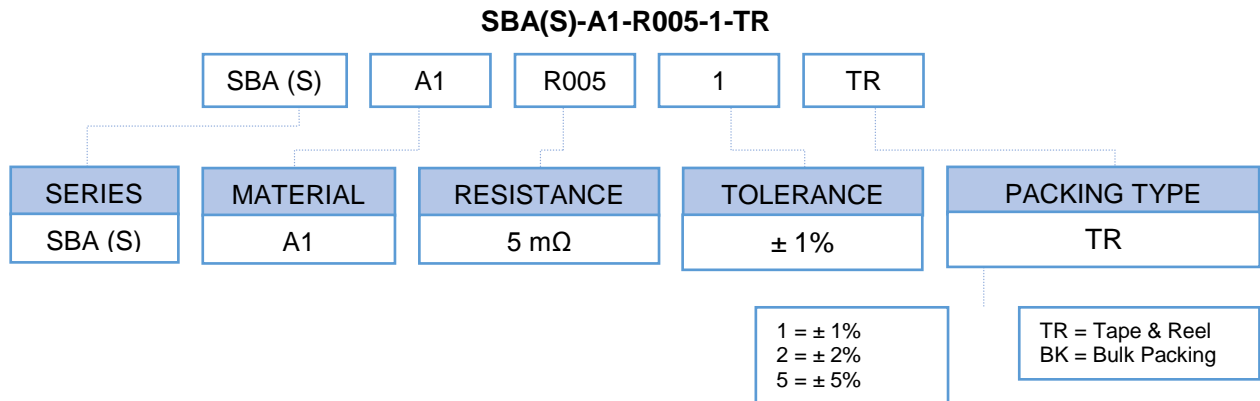 SBA(S)-A1-R005-1-TR
SBA (S) A1 R005 1 TR
SERIES MATERIAL RESISTANCE TOLERANCE PACKING TYPE
SBA (S) A1 5 mΩ ± 1% TR
1 = ± 1%
2 = ± 2%
5 = ± 5%
TR = Tape & Reel
BK = Bulk Packing